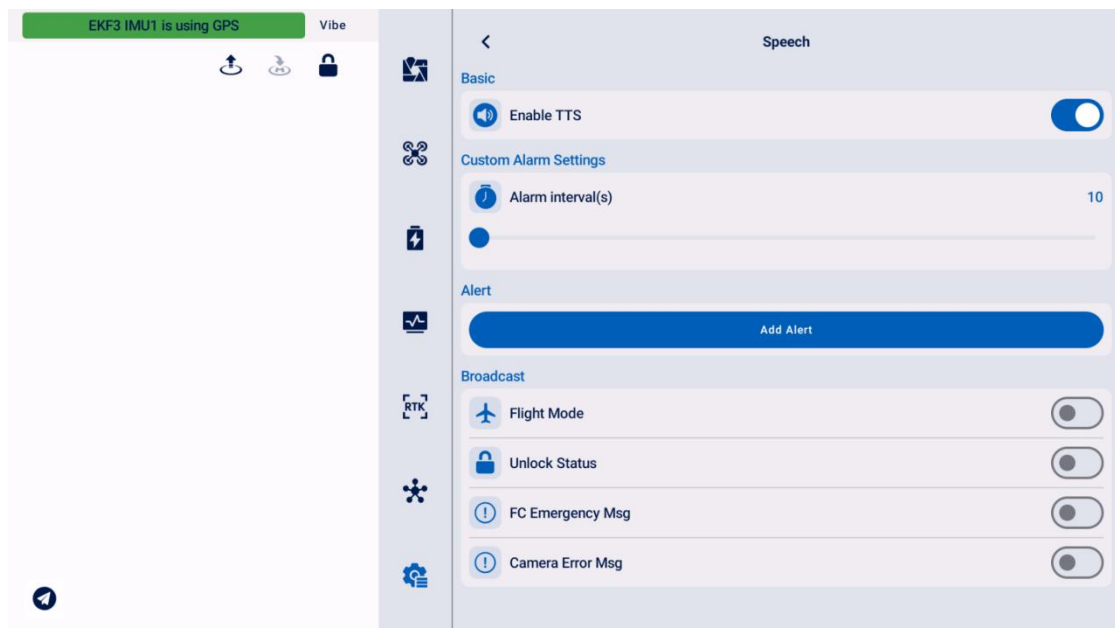 EKF3 IMU1 is using GPS
Vibe
RTK
Speech
Basic
Enable TTS
Custom Alarm Settings
Alarm interval(s)
10
Alert
Add Alert
Broadcast
Flight Mode
Unlock Status
FC Emergency Msg
Camera Error Msg